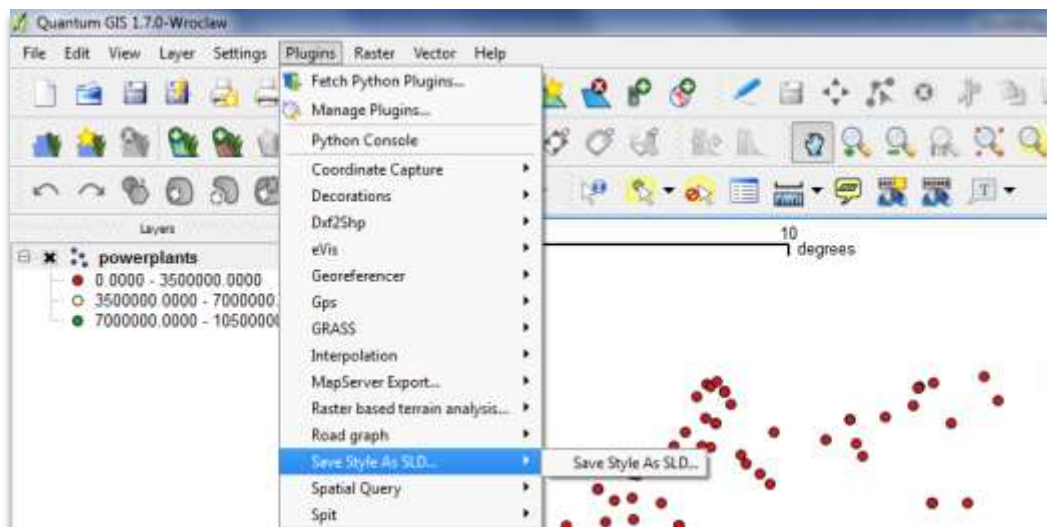 Quantum GIS 1.7.0-Wroclaw
File Edit View Layer Settings Plugins Raster Vector Help
Fetch Python Plugins...
Manage Plugins...
Python Console
Coordinate Capture
Decorations
Dxf2Shp
eVis
Georeferencer
Gps
GRASS
Interpolation
MapServer Export...
Raster based terrain analysis...
Road graph
Save Style As SLD...
Save Style As SLD...
Spatial Query
Spit
Layers
powerplants
0.0000 - 3500000.0000
3500000.0000 - 7000000.
7000000.0000 - 1050000
10
degrees